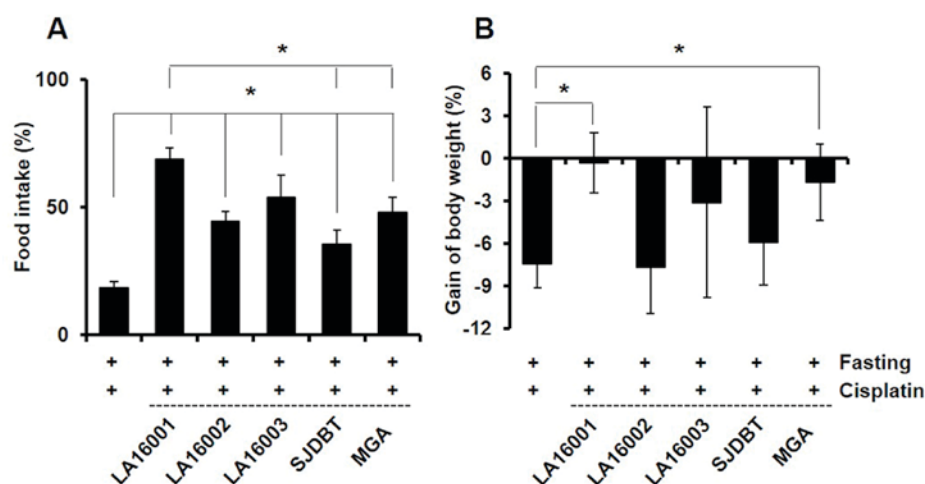 A
*
*
100
50
0
Food intake (%)
+ + + + + +
+ + + + + +
LA16001
LA16002
LA16003
SJDBT
MGA
B
*
*
6
3
0
-3
-6
-9
-12
Gain of body weight (%)
+ + + + + + Fasting
+ + + + + + Cisplatin
LA16001
LA16002
LA16003
SJDBT
MGA